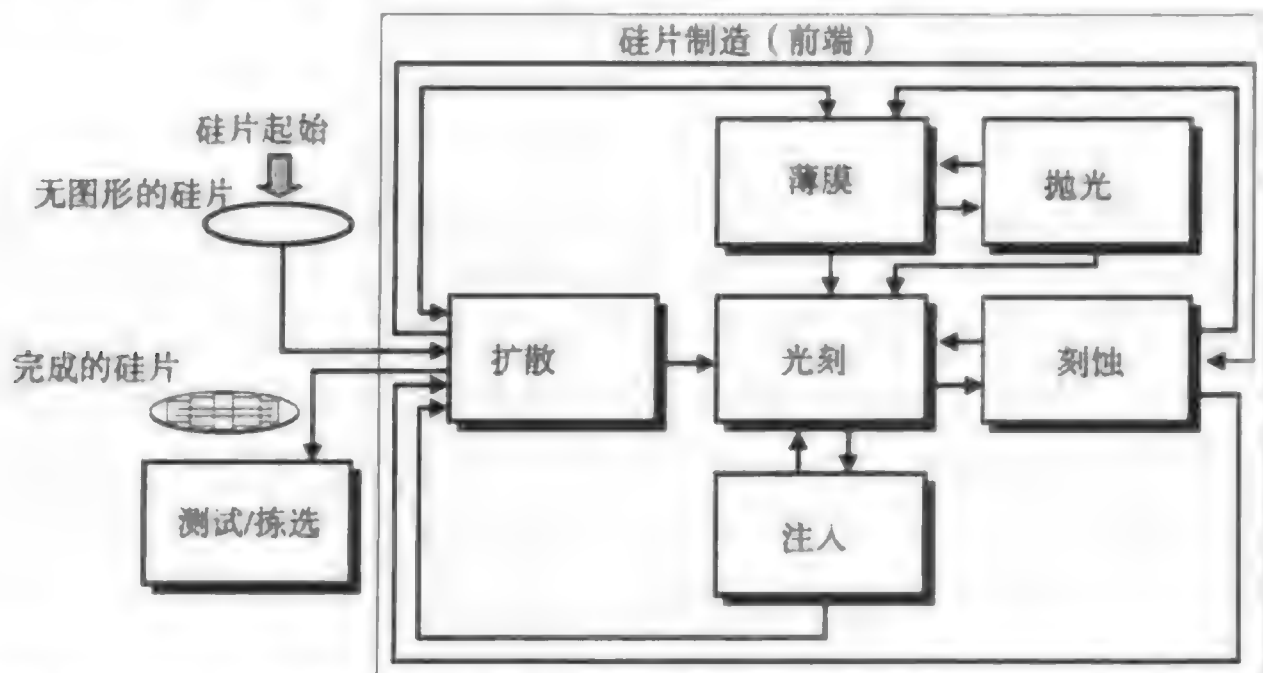 硅片制造（前端）
硅片起始
无图形的硅片
薄膜
抛光
完成的硅片
扩散
光刻
刻蚀
测试/拣选
注入